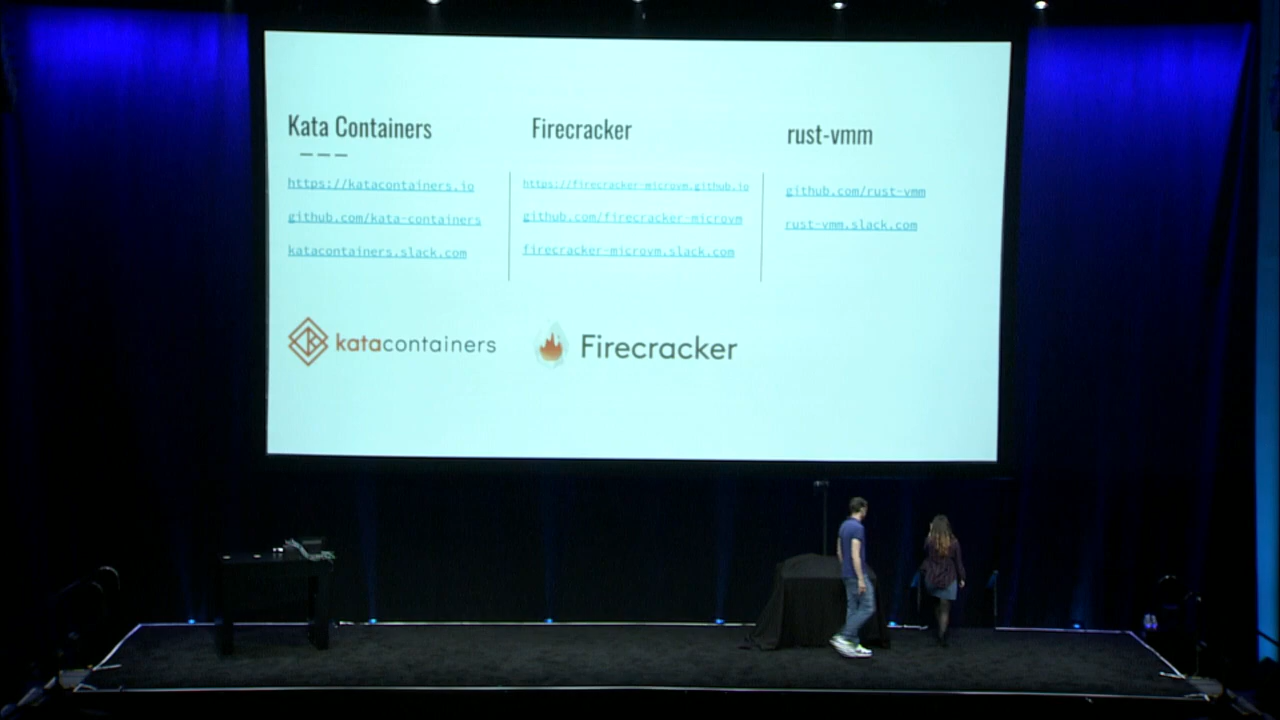 Kata Containers
https://katacontainers.io
github.com/kata-containers
katacontainers.slack.com
katacontainers
Firecracker
https://firecracker-microvm.github.io
github.com/firecracker-microvm
firecracker-microvm.slack.com
Firecracker
rust-vmm
github.com/rust-vmm
rust-vmm.slack.com